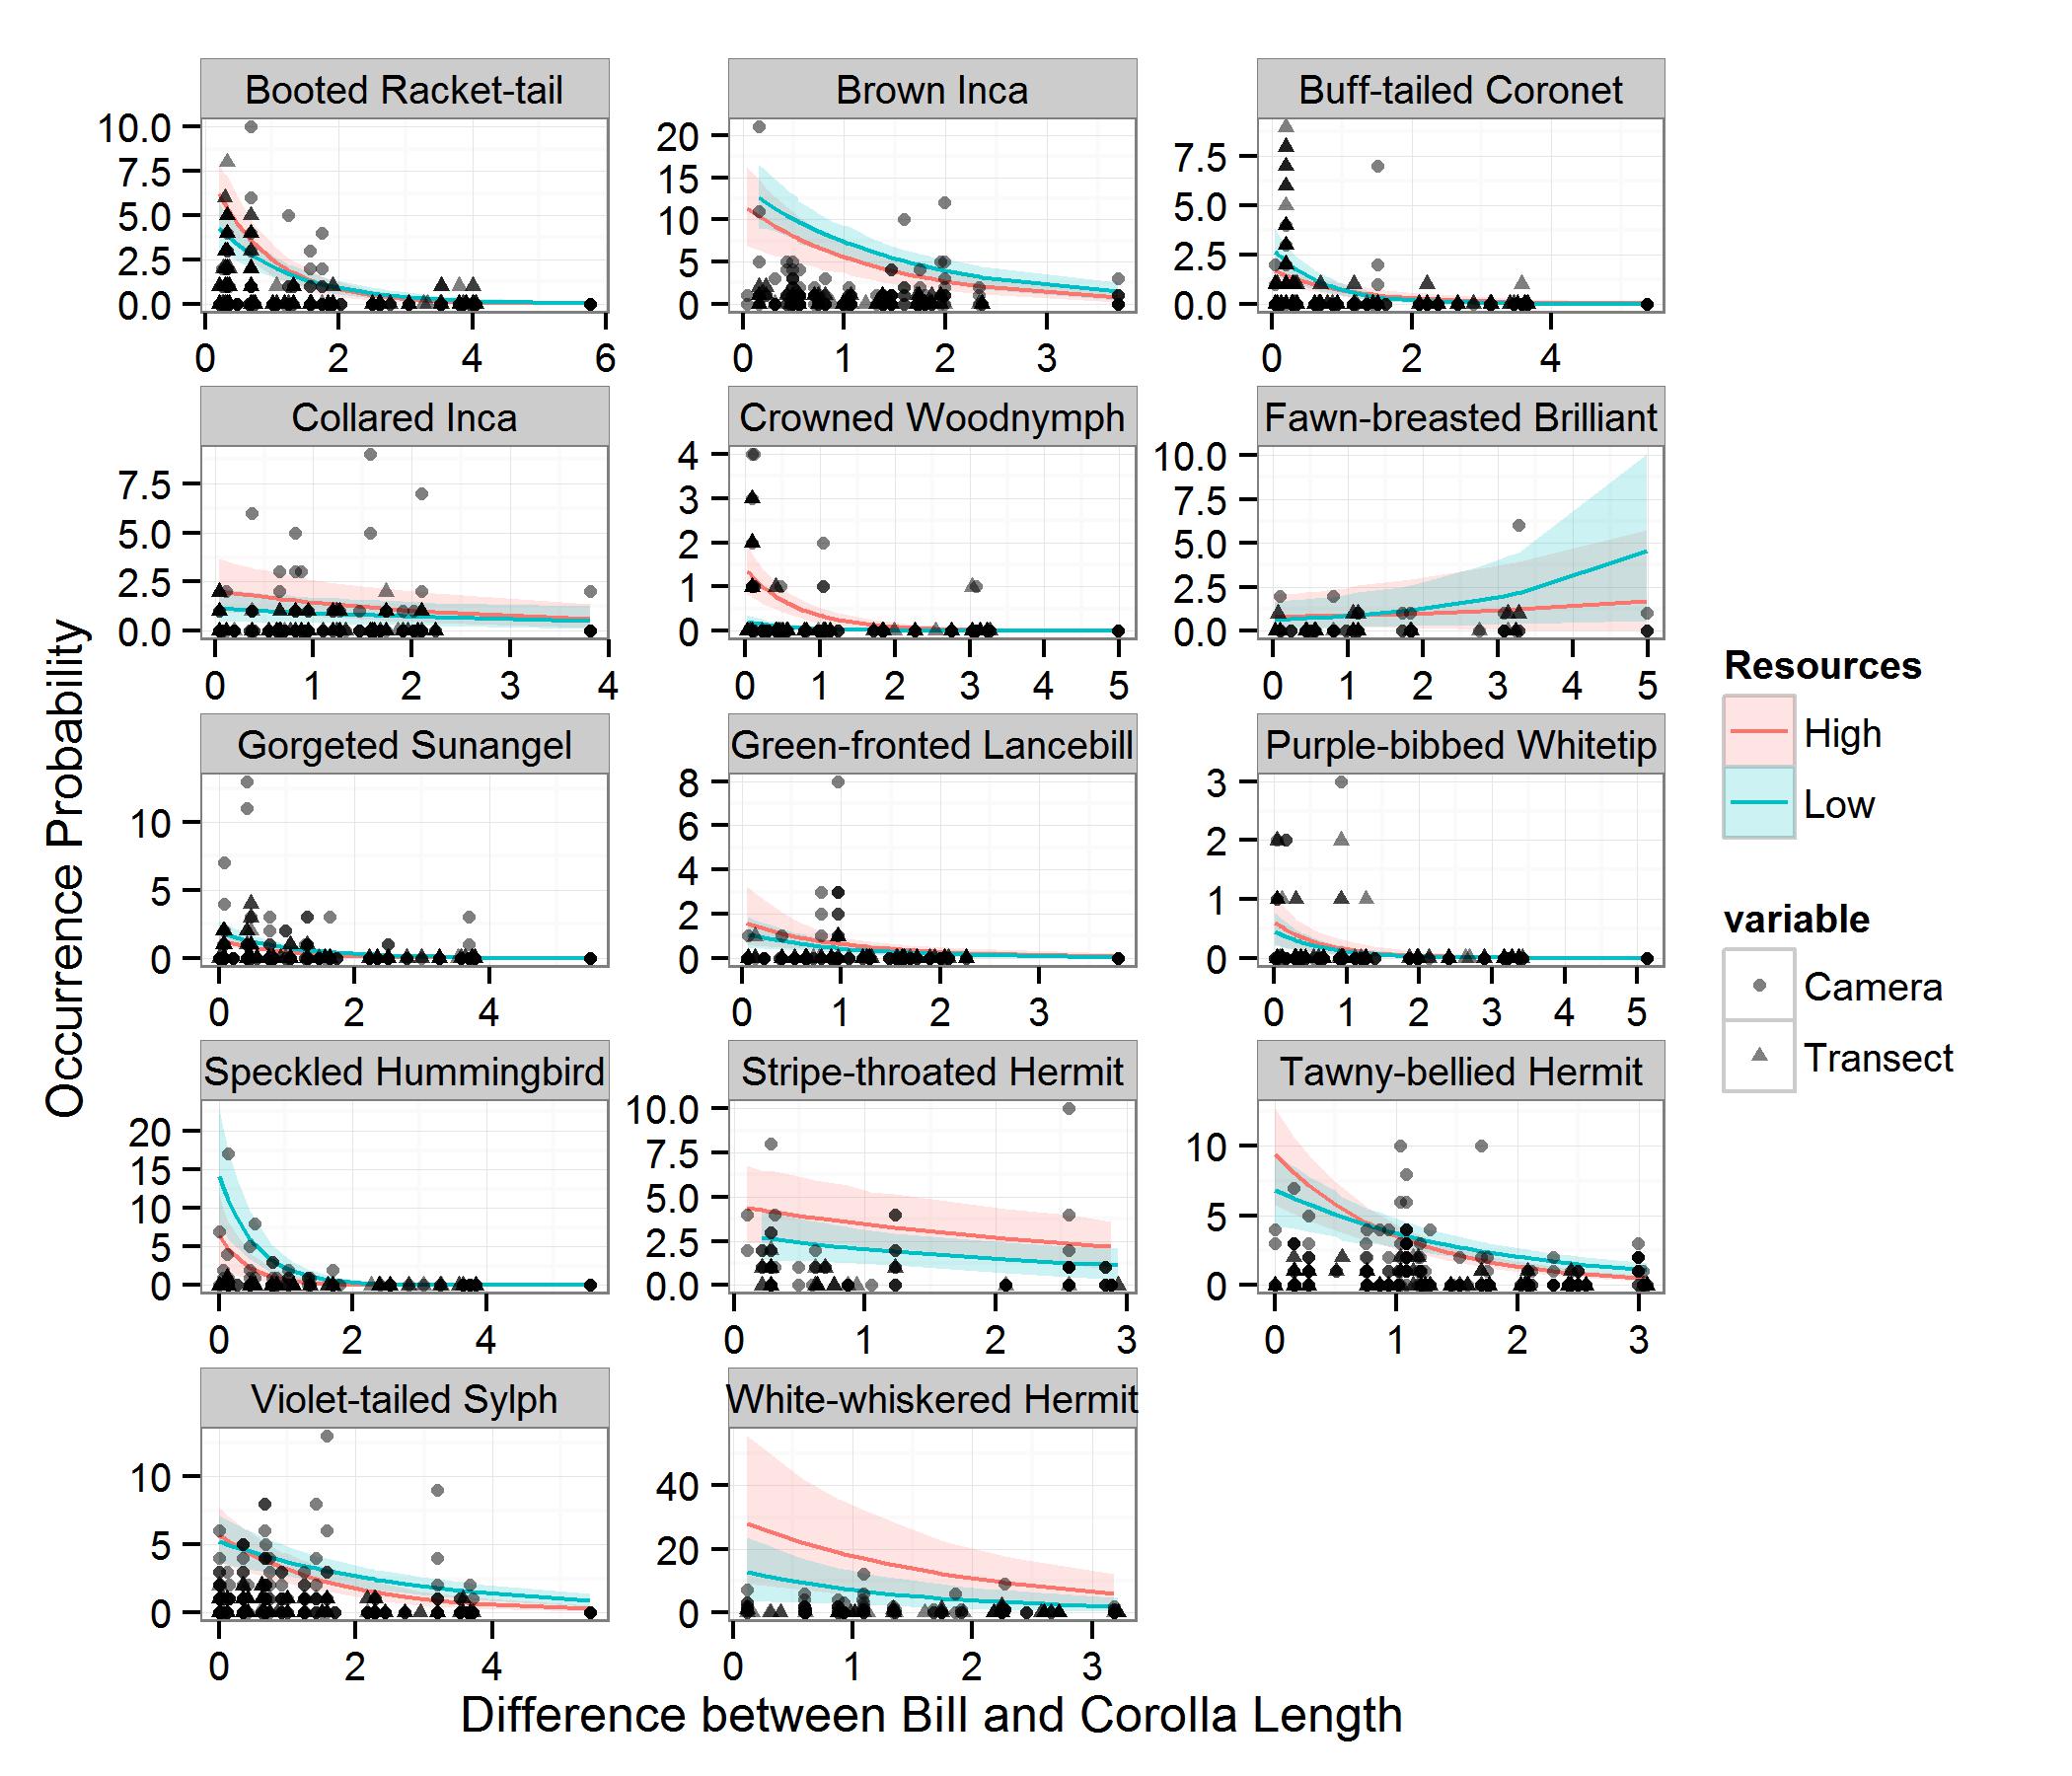 Booted Racket-tail
Brown Inca
Buff-tailed Coronet
10.0
7.5
5.0
2.5
0.0
0 2 4 6
20
15
10
5
0
0 1 2 3
7.5
5.0
2.5
0.0
0 2 4
Collared Inca
Crowned Woodnymph
Fawn-breasted Brilliant
7.5
5.0
2.5
0.0
0 1 2 3 4
4
3
2
1
0
0 1 2 3 4 5
10.0
7.5
5.0
2.5
0.0
0 1 2 3 4 5
Gorgeted Sunangel
Green-fronted Lancebill
Purple-bibbed Whitetip
10
5
0
0 2 4
8
6
4
2
0
0 1 2 3
3
2
1
0
0 1 2 3 4 5
Speckled Hummingbird
Stripe-throated Hermit
Tawny-bellied Hermit
20
15
10
5
0
0 2 4
10.0
7.5
5.0
2.5
0.0
0 1 2 3
10
5
0
0 1 2 3
Violet-tailed Sylph
White-whiskered Hermit
10
5
0
0 2 4
40
20
0
0 1 2 3
Occurrence Probability
Difference between Bill and Corolla Length
Resources
High
Low
variable
Camera
Transect